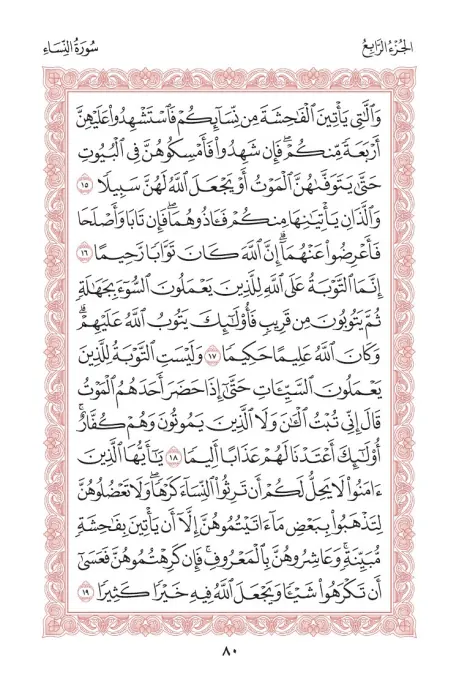 الجُزْءُ الرَّابِعُ
سُورَةُ النِّسَاءِ
وَٱلَّٰتِي يَأۡتِينَ ٱلۡفَٰحِشَةَ مِن نِّسَآئِكُمۡ فَٱسۡتَشۡهِدُواْ عَلَيۡهِنَّ
أَرۡبَعَةٗ مِّنكُمۡۖ فَإِن شَهِدُواْ فَأَمۡسِكُوهُنَّ فِي ٱلۡبُيُوتِ
حَتَّىٰ يَتَوَفَّىٰهُنَّ ٱلۡمَوۡتُ أَوۡ يَجۡعَلَ ٱللَّهُ لَهُنَّ سَبِيلٗا ١٥
وَٱلَّذَانِ يَأۡتِيَٰنِهَا مِنكُمۡ فَـَٔاذُوهُمَاۖ فَإِن تَابَا وَأَصۡلَحَا
فَأَعۡرِضُواْ عَنۡهُمَآۗ إِنَّ ٱللَّهَ كَانَ تَوَّابٗا رَّحِيمًا ١٦
إِنَّمَا ٱلتَّوۡبَةُ عَلَى ٱللَّهِ لِلَّذِينَ يَعۡمَلُونَ ٱلسُّوٓءَ بِجَهَٰلَةٖ
ثُمَّ يَتُوبُونَ مِن قَرِيبٖ فَأُوْلَٰٓئِكَ يَتُوبُ ٱللَّهُ عَلَيۡهِمۡۗ
وَكَانَ ٱللَّهُ عَلِيمًا حَكِيمٗا ١٧ وَلَيۡسَتِ ٱلتَّوۡبَةُ لِلَّذِينَ
يَعۡمَلُونَ ٱلسَّيِّـَٔاتِ حَتَّىٰٓ إِذَا حَضَرَ أَحَدَهُمُ ٱلۡمَوۡتُ
قَالَ إِنِّي تُبۡتُ ٱلۡـَٰٔنَ وَلَا ٱلَّذِينَ يَمُوتُونَ وَهُمۡ كُفَّارٌۚ
أُوْلَٰٓئِكَ أَعۡتَدۡنَا لَهُمۡ عَذَابًا أَلِيمٗا ١٨ يَٰٓأَيُّهَا ٱلَّذِينَ
ءَامَنُواْ لَا يَحِلُّ لَكُمۡ أَن تَرِثُواْ ٱلنِّسَآءَ كَرۡهٗاۖ وَلَا تَعۡضُلُوهُنَّ
لِتَذۡهَبُواْ بِبَعۡضِ مَآ ءَاتَيۡتُمُوهُنَّ إِلَّآ أَن يَأۡتِينَ بِفَٰحِشَةٖ
مُّبَيِّنَةٖۚ وَعَاشِرُوهُنَّ بِٱلۡمَعۡرُوفِۚ فَإِن كَرِهۡتُمُوهُنَّ فَعَسَىٰٓ
أَن تَكۡرَهُواْ شَيۡـٔٗا وَيَجۡعَلَ ٱللَّهُ فِيهِ خَيۡرٗا كَثِيرٗا ١٩
٨٠